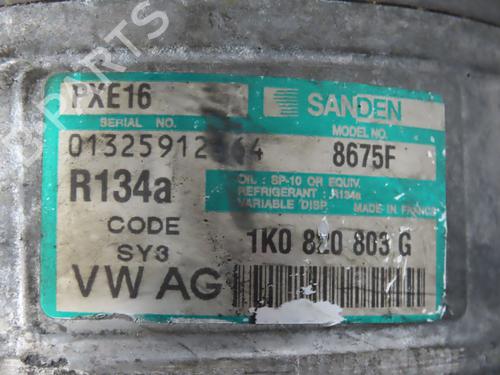 PXE16
SANDEN
SERIAL NO.
MODEL NO.
8675F
R134a
OIL : SP-10 OR EQUIV.
REFRIGERANT : R134a
VARIABLE DISP.
MADE IN FRANCE
CODE
SY3
1K0 820 803 G
VW AG